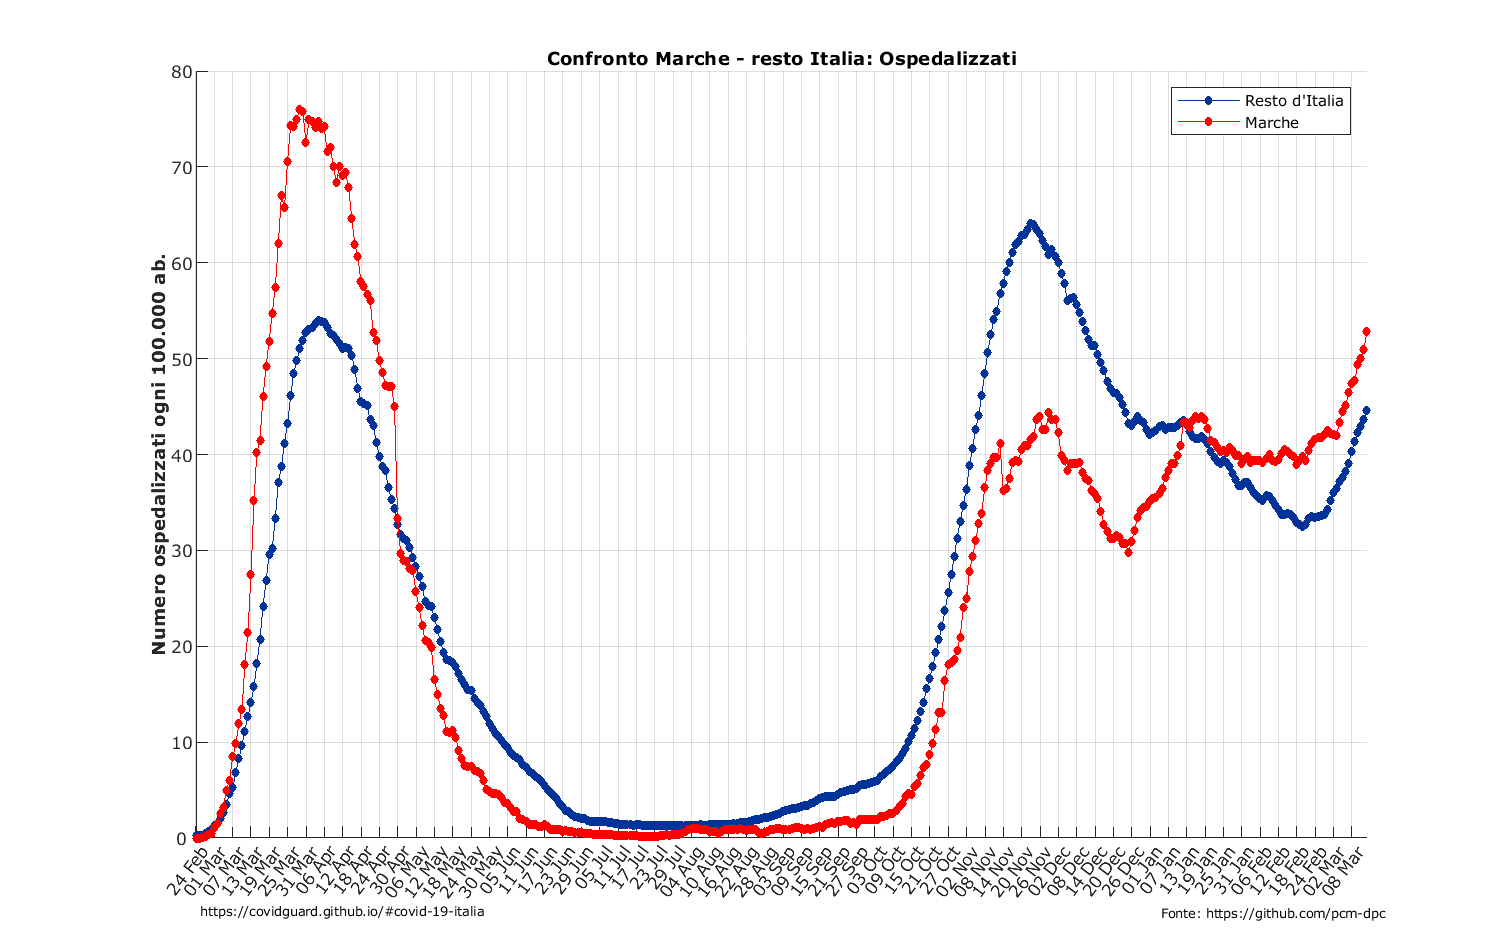 Confronto Marche - resto Italia: Ospedalizzati
Resto d'Italia
Marche
Numero ospedalizzati ogni 100.000 ab.
80
70
60
50
40
30
20
10
0
24 Feb
01 Mar
07 Mar
13 Mar
19 Mar
25 Mar
31 Mar
06 Apr
12 Apr
18 Apr
24 Apr
30 Apr
06 May
12 May
18 May
24 May
30 May
05 Jun
11 Jun
17 Jun
23 Jun
29 Jun
05 Jul
11 Jul
17 Jul
23 Jul
29 Jul
04 Aug
10 Aug
16 Aug
22 Aug
28 Aug
03 Sep
09 Sep
15 Sep
21 Sep
27 Sep
03 Oct
09 Oct
15 Oct
21 Oct
27 Oct
02 Nov
08 Nov
14 Nov
20 Nov
26 Nov
02 Dec
08 Dec
14 Dec
20 Dec
26 Dec
01 Jan
07 Jan
13 Jan
19 Jan
25 Jan
31 Jan
06 Feb
12 Feb
18 Feb
24 Feb
02 Mar
08 Mar
https://covidguard.github.io/#covid-19-italia
Fonte: https://github.com/pcm-dpc